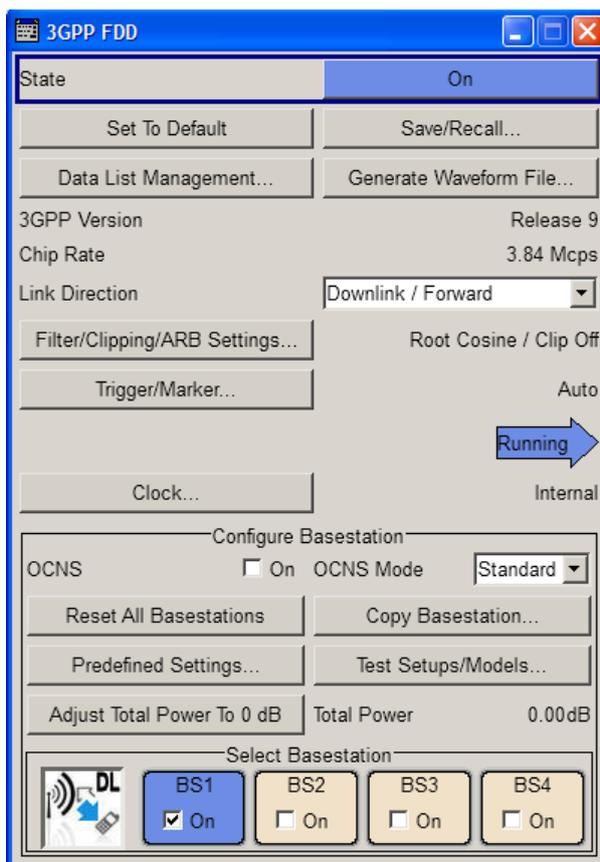 3GPP FDD
State On
Set To Default Save/Recall...
Data List Management... Generate Waveform File...
3GPP Version Release 9
Chip Rate 3.84 Mcps
Link Direction Downlink / Forward
Filter/Clipping/ARB Settings... Root Cosine / Clip Off
Trigger/Marker... Auto
Running
Clock... Internal
Configure Basestation
OCNS On OCNS Mode Standard
Reset All Basestations Copy Basestation...
Predefined Settings... Test Setups/Models...
Adjust Total Power To 0 dB Total Power 0.00dB
Select Basestation
DL BS1 BS2 BS3 BS4
On On On On